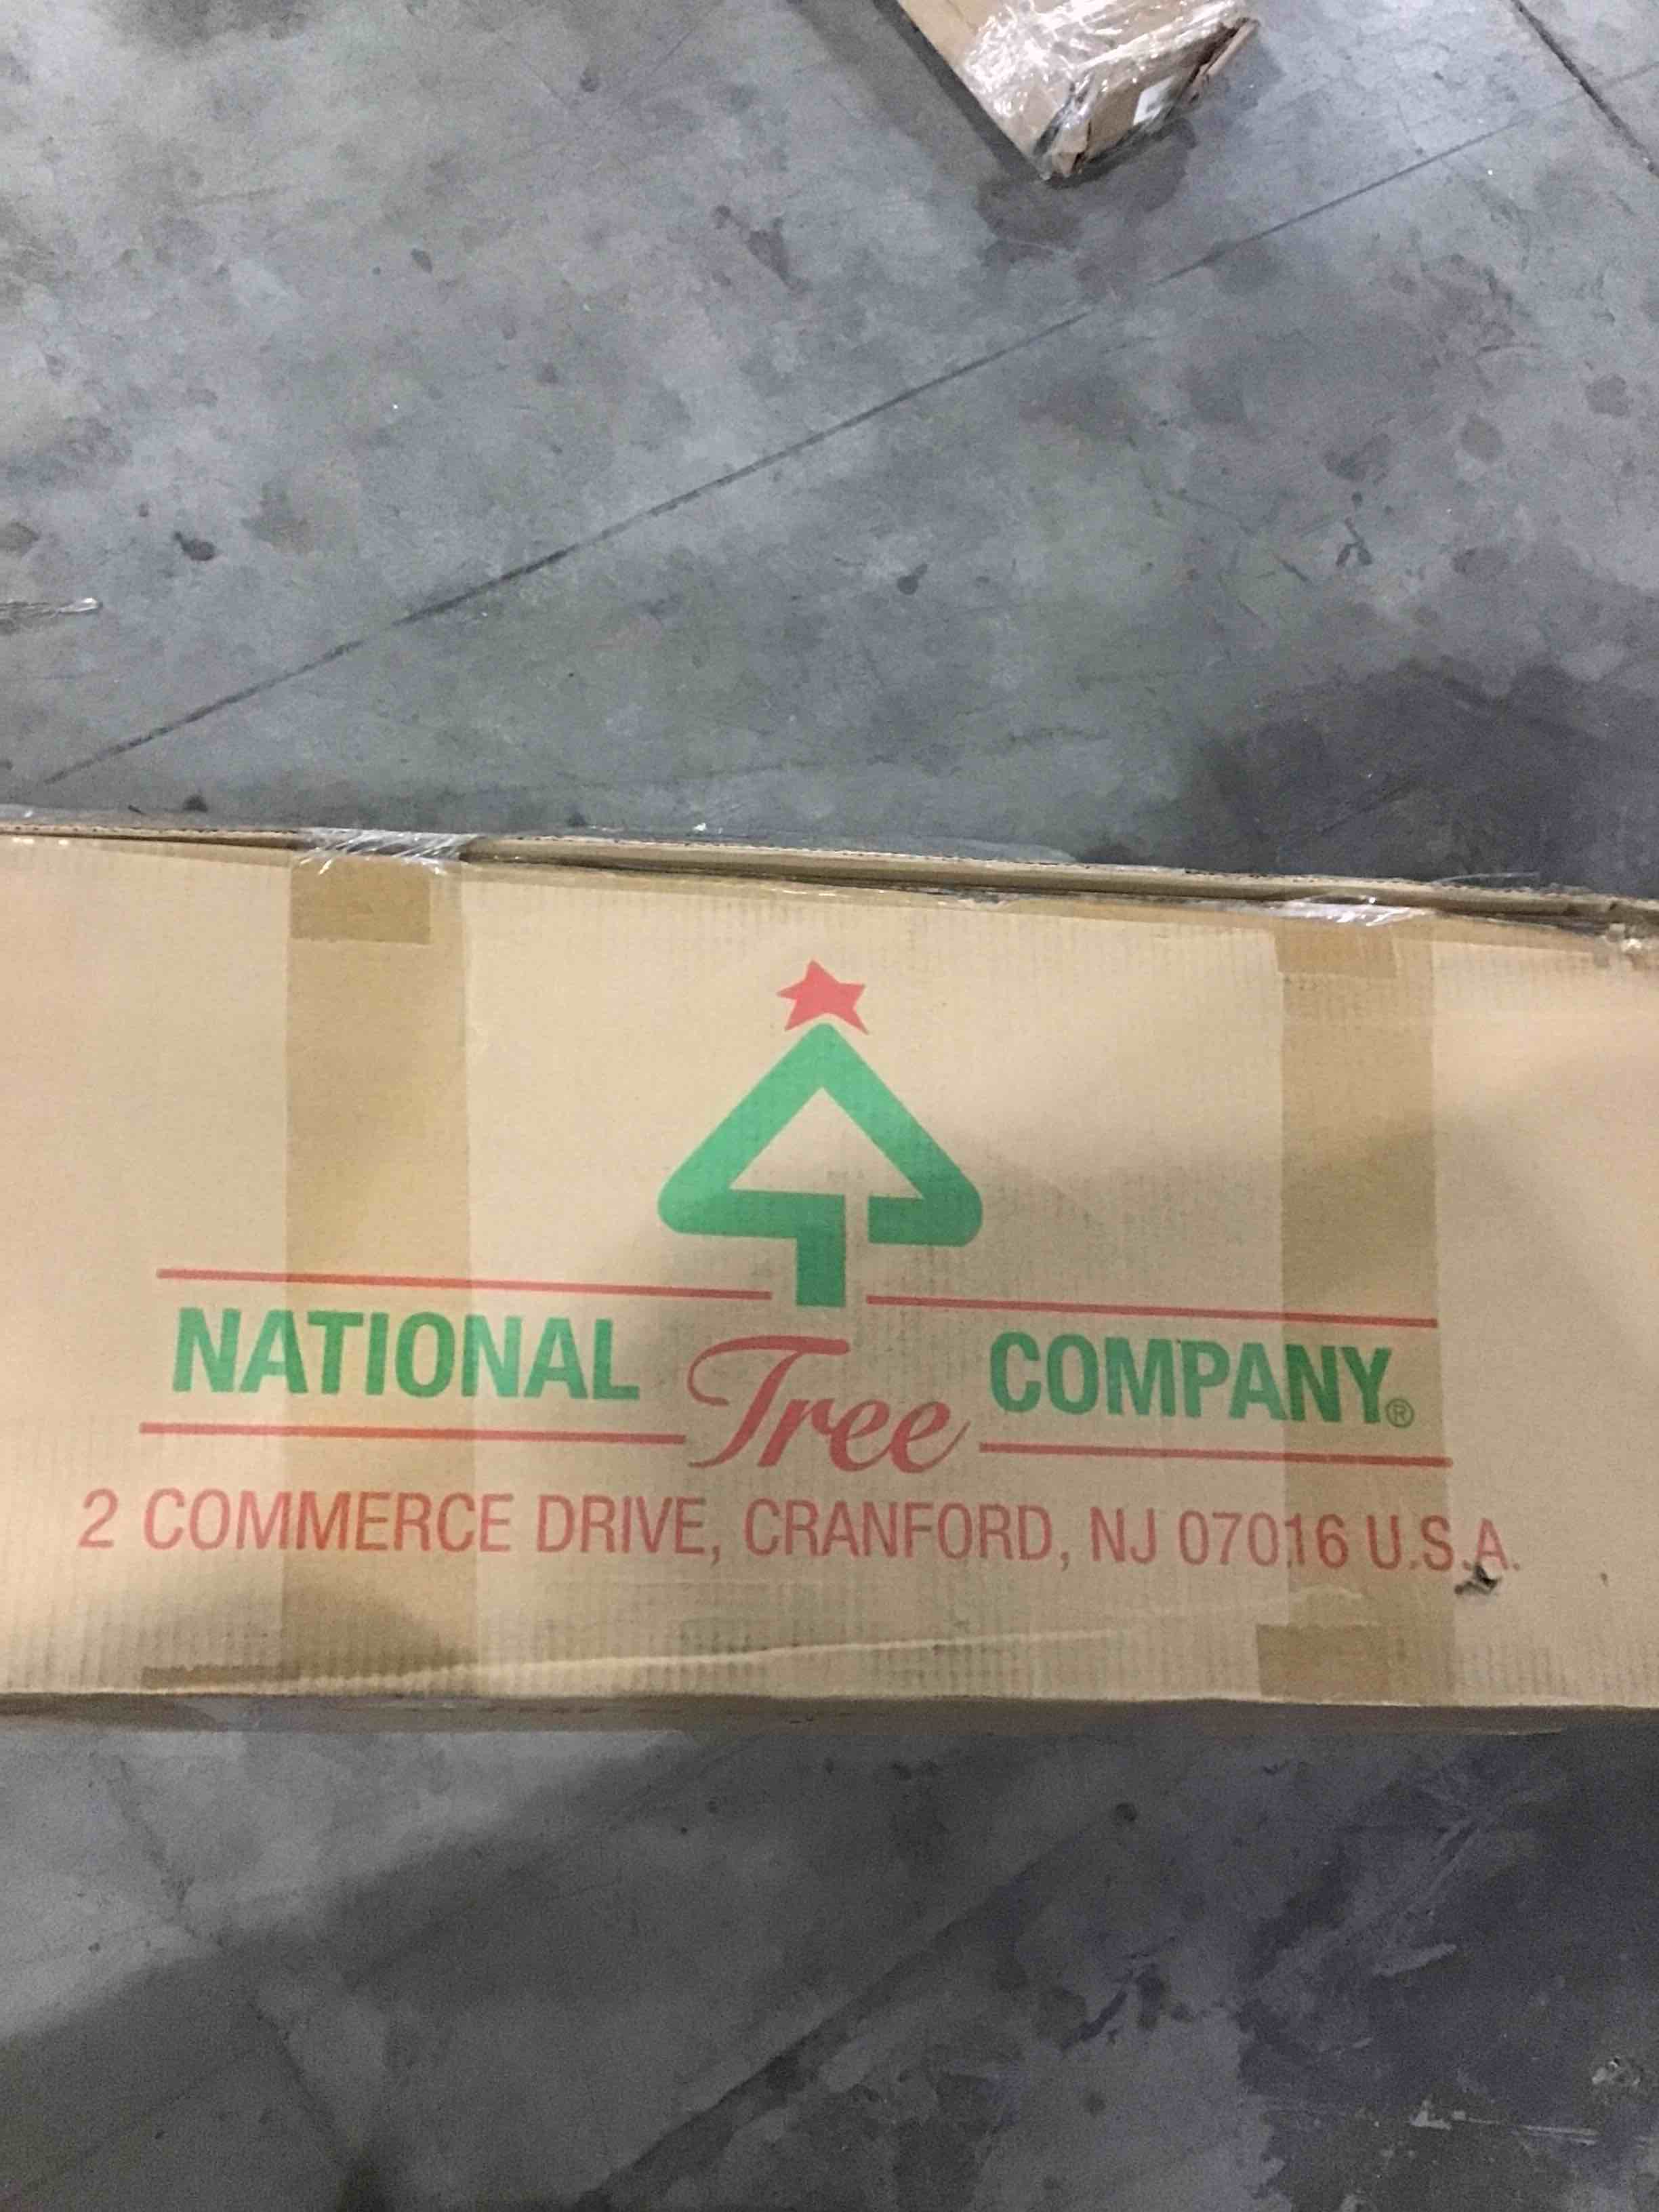 NATIONAL Tree COMPANY®
2 COMMERCE DRIVE, CRANFORD, NJ 07016 U.S.A.